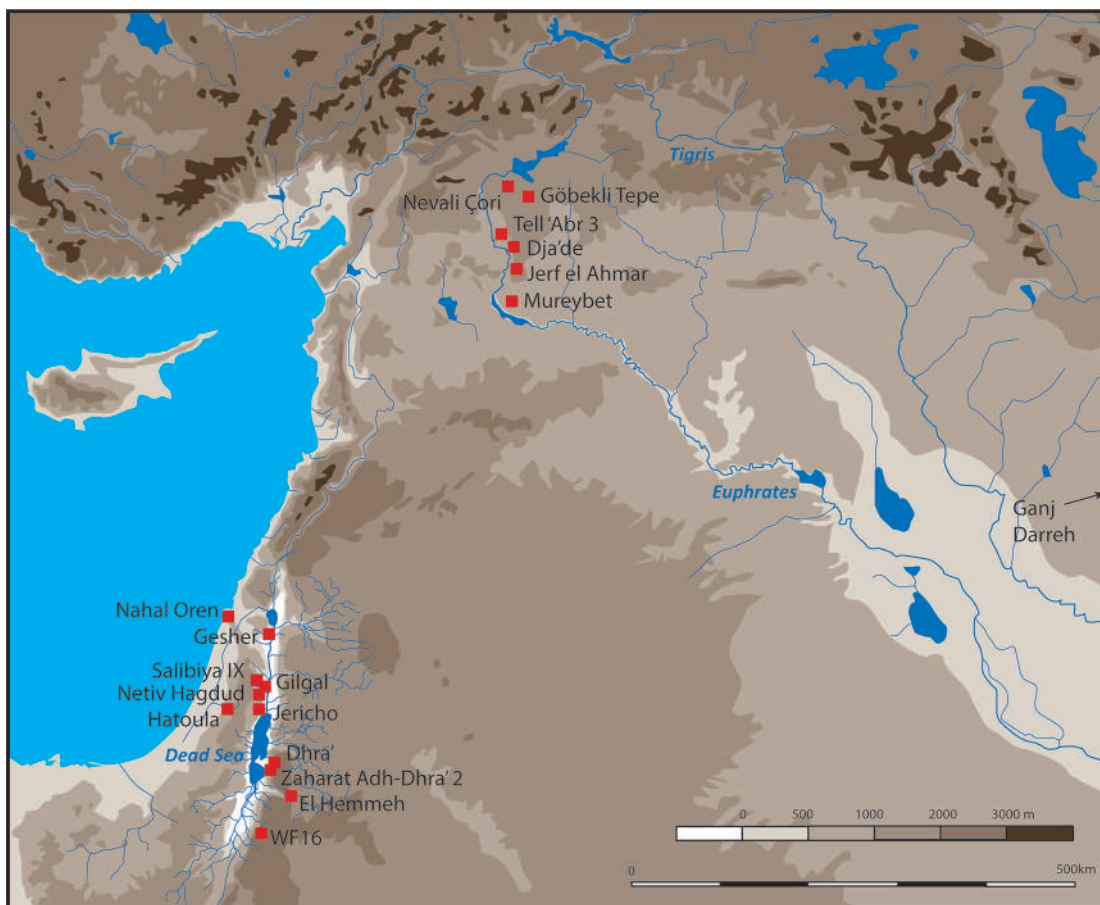 Tigris
Nevali Çori
Göbekli Tepe
Tell ‘Abr 3
Dja’de
Jerf el Ahmar
Mureybet
Euphrates
Ganj
Darreh
Nahal Oren
Gesher
Salibiya IX
Gilgal
Netiv Hagdud
Hatoula
Jericho
Dead Sea
Dhra’
Zaharat Adh-Dhra’ 2
El Hemmeh
WF16
0 500 1000 2000 3000 m
0 500km